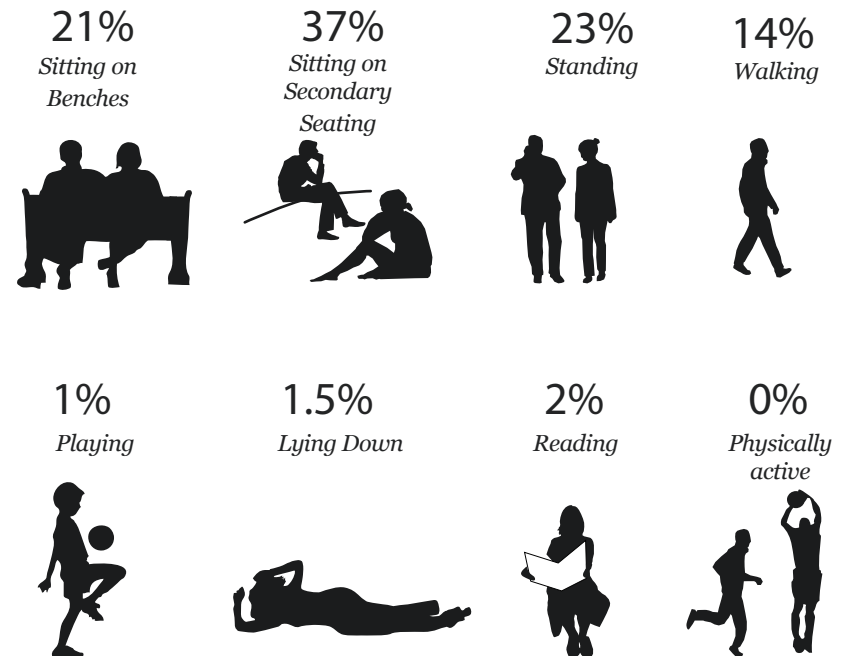 21%
Sitting on
Benches
37%
Sitting on
Secondary
Seating
23%
Standing
14%
Walking
1%
Playing
1.5%
Lying Down
2%
Reading
0%
Physically
active